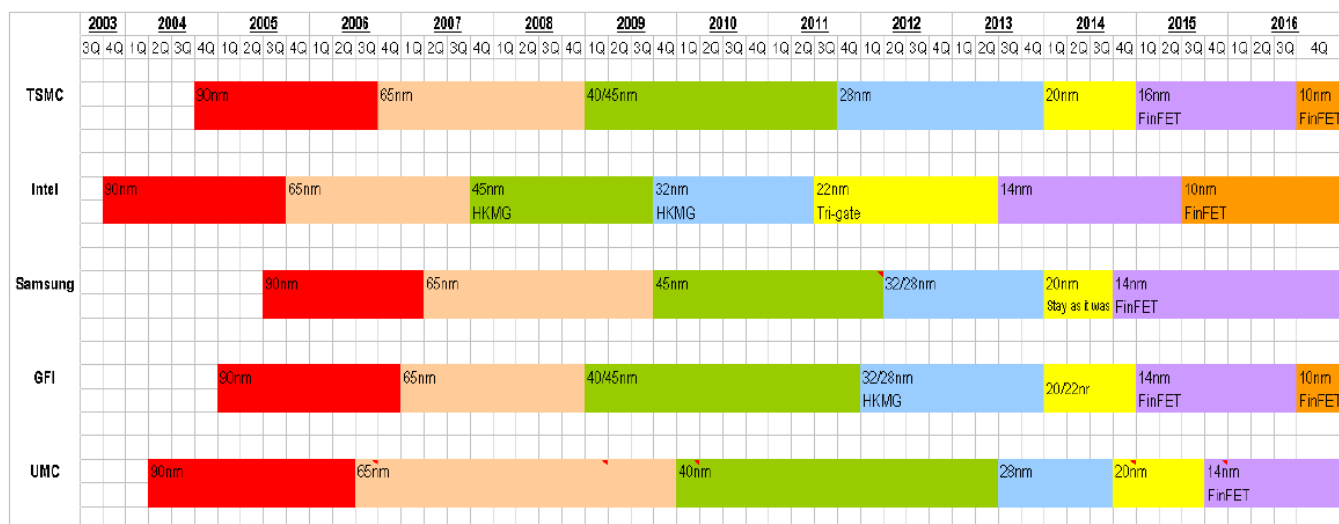 2003 2004 2005 2006 2007 2008 2009 2010 2011 2012 2013 2014 2015 2016
3Q 4Q 1Q 2Q 3Q 4Q 1Q 2Q 3Q 4Q 1Q 2Q 3Q 4Q 1Q 2Q 3Q 4Q 1Q 2Q 3Q 4Q 1Q 2Q 3Q 4Q 1Q 2Q 3Q 4Q 1Q 2Q 3Q 4Q 1Q 2Q 3Q 4Q 1Q 2Q 3Q 4Q 1Q 2Q 3Q 4Q 1Q 2Q 3Q 4Q 1Q 2Q 3Q 4Q
TSMC 90nm 65nm 40/45nm 28nm 20nm 16nm 10nm
FinFET FinFET
Intel 90nm 65nm 45nm 32nm 22nm 14nm 10nm
HKMG HKMG Tri-gate FinFET
Samsung 90nm 65nm 45nm 32/28nm 20nm 14nm
Stay as it was FinFET
GFI 90nm 65nm 40/45nm 32/28nm 20/22nr 14nm 10nm
HKMG FinFET FinFET
UMC 90nm 65nm 40nm 28nm 20nm 14nm
FinFET